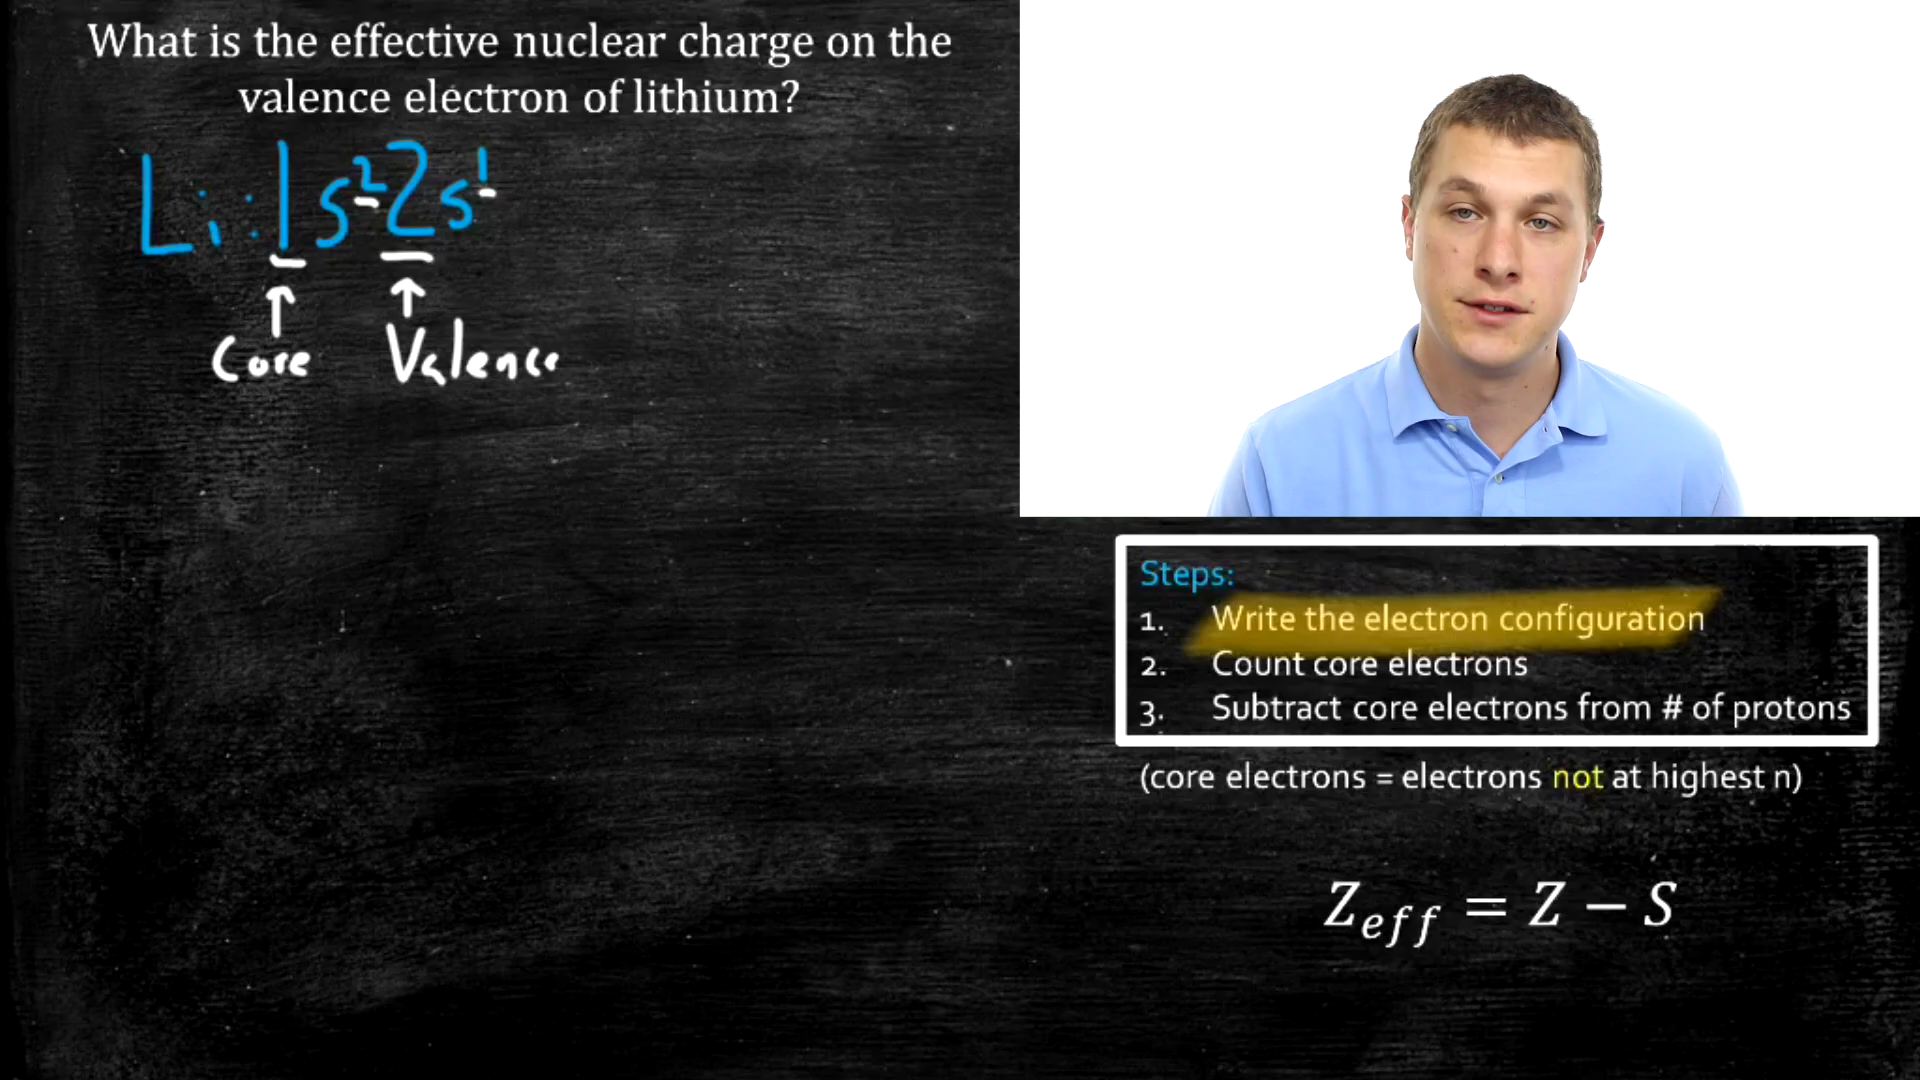 What is the effective nuclear charge on the
valence electron of lithium?
Li: 1s²2s¹
Core Valence
Steps:
1. Write the electron configuration
2. Count core electrons
3. Subtract core electrons from # of protons
(core electrons = electrons not at highest n)
Z_eff = Z − S